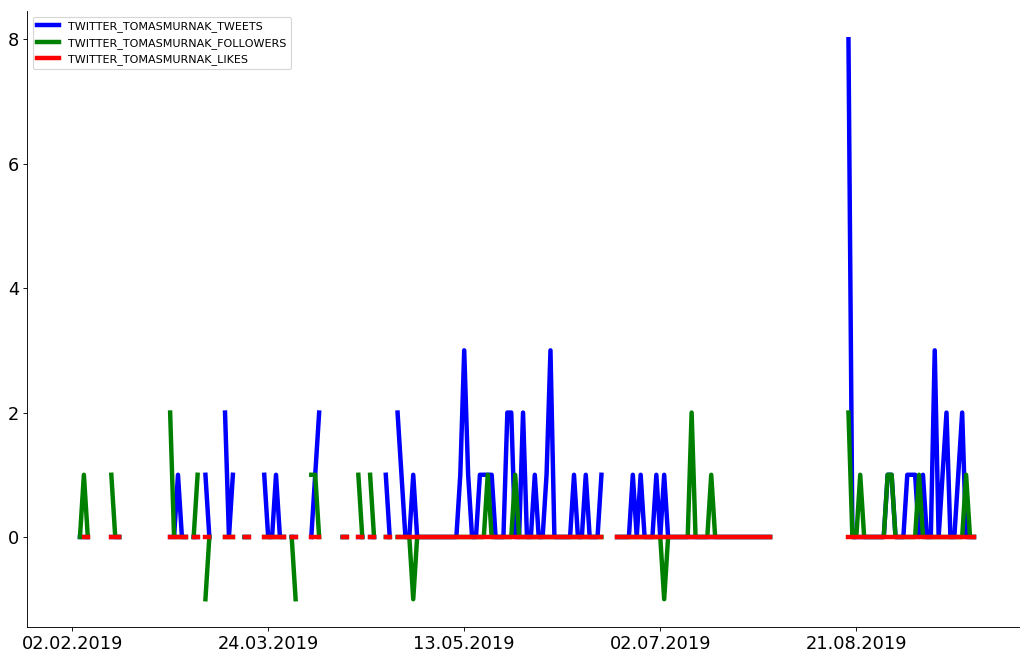 TWITTER_TOMASMURNAK_TWEETS
TWITTER_TOMASMURNAK_FOLLOWERS
TWITTER_TOMASMURNAK_LIKES
8
6
4
2
0
02.02.2019 24.03.2019 13.05.2019 02.07.2019 21.08.2019